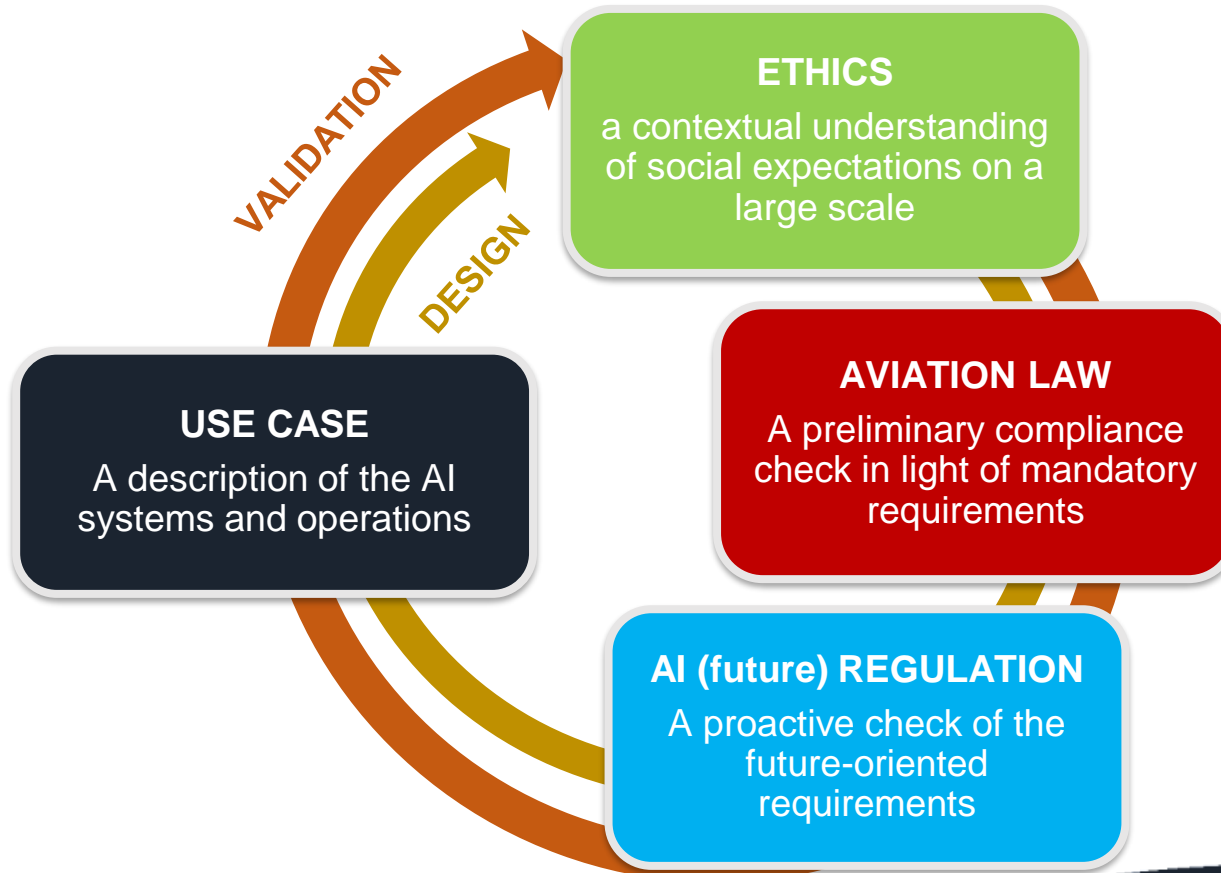 VALIDATION
DESIGN
ETHICS
a contextual understanding
of social expectations on a
large scale
USE CASE
A description of the AI
systems and operations
AVIATION LAW
A preliminary compliance
check in light of mandatory
requirements
AI (future) REGULATION
A proactive check of the
future-oriented
requirements